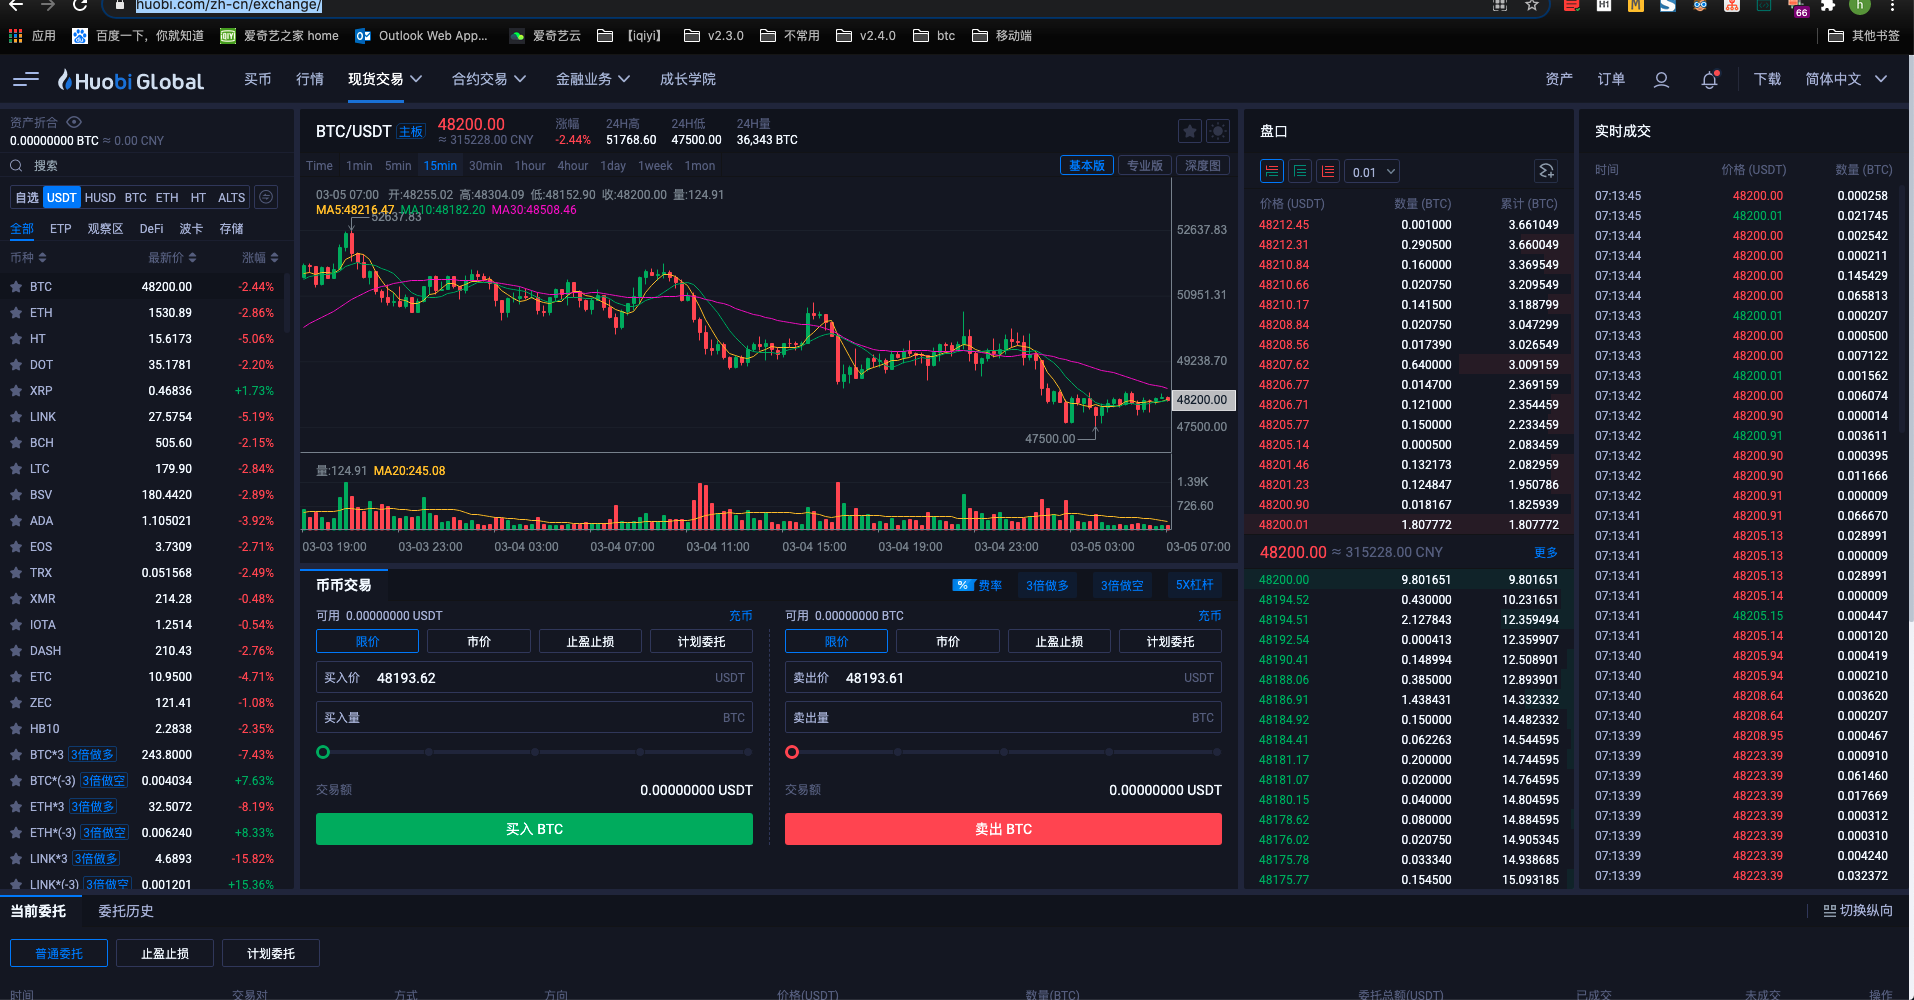 huobi.com/zh-cn/exchange/
应用 百度一下，你就知道 爱奇艺之家 home Outlook Web App... 爱奇艺云 【iqiyi】 v2.3.0 不常用 v2.4.0 btc 移动端 其他书签
Huobi Global 买币 行情 现货交易 合约交易 金融业务 成长学院 资产 订单 下载 简体中文
资产折合
0.00000000 BTC ≈ 0.00 CNY
搜索
自选 USDT HUSD BTC ETH HT ALTS
全部 ETP 观察区 DeFi 波卡 存储
币种 最新价 涨幅
BTC 48200.00 -2.44%
ETH 1530.89 -2.86%
HT 15.6173 -5.06%
DOT 35.1781 -2.20%
XRP 0.46836 +1.73%
LINK 27.5754 -5.19%
BCH 505.60 -2.15%
LTC 179.90 -2.84%
BSV 180.4420 -2.89%
ADA 1.105021 -3.92%
EOS 3.7309 -2.71%
TRX 0.051568 -2.49%
XMR 214.28 -0.48%
IOTA 1.2514 -0.54%
DASH 210.43 -2.76%
ETC 10.9500 -4.71%
ZEC 121.41 -1.08%
HB10 2.2838 -2.35%
BTC*3 3倍做多 243.8000 -7.43%
BTC*(-3) 3倍做空 0.004034 +7.63%
ETH*3 3倍做多 32.5072 -8.19%
ETH*(-3) 3倍做空 0.006240 +8.33%
LINK*3 3倍做多 4.6893 -15.82%
LINK*(-3) 3倍做空 0.001201 +15.36%
BTC/USDT 主板 48200.00 ≈ 315228.00 CNY
涨幅 24H高 24H低 24H量
-2.44% 51768.60 47500.00 36,343 BTC
Time 1min 5min 15min 30min 1hour 4hour 1day 1week 1mon 基本版 专业版 深度图
03-05 07:00 开:48255.02 高:48304.09 低:48152.90 收:48200.00 量:124.91
MA5:48216.47 MA10:48182.20 MA30:48508.46
52637.83
52637.83
50951.31
49238.70
48200.00
47500.00
47500.00
量:124.91 MA20:245.08
1.39K
726.60
03-03 19:00 03-03 23:00 03-04 03:00 03-04 07:00 03-04 11:00 03-04 15:00 03-04 19:00 03-04 23:00 03-05 03:00 03-05 07:00
币币交易 % 费率 3倍做多 3倍做空 5X杠杆
可用 0.00000000 USDT 充币
限价 市价 止盈止损 计划委托
买入价 48193.62 USDT
买入量 BTC
交易额 0.00000000 USDT
买入 BTC
可用 0.00000000 BTC 充币
限价 市价 止盈止损 计划委托
卖出价 48193.61 USDT
卖出量 BTC
交易额 0.00000000 USDT
卖出 BTC
盘口
0.01
价格 (USDT) 数量 (BTC) 累计 (BTC)
48212.45 0.001000 3.661049
48212.31 0.290500 3.660049
48210.84 0.160000 3.369549
48210.66 0.020750 3.209549
48210.17 0.141500 3.188799
48208.84 0.020750 3.047299
48208.56 0.017390 3.026549
48207.62 0.640000 3.009159
48206.77 0.014700 2.369159
48206.71 0.121000 2.354459
48205.77 0.150000 2.233459
48205.14 0.000500 2.083459
48201.46 0.132173 2.082959
48201.23 0.124847 1.950786
48200.90 0.018167 1.825939
48200.01 1.807772 1.807772
48200.00 ≈ 315228.00 CNY 更多
48200.00 9.801651 9.801651
48194.52 0.430000 10.231651
48194.51 2.127843 12.359494
48192.54 0.000413 12.359907
48190.41 0.148994 12.508901
48188.06 0.385000 12.893901
48186.91 1.438431 14.332332
48184.92 0.150000 14.482332
48184.41 0.062263 14.544595
48181.17 0.200000 14.744595
48181.07 0.020000 14.764595
48180.15 0.040000 14.804595
48178.62 0.080000 14.884595
48176.02 0.020750 14.905345
48175.78 0.033340 14.938685
48175.77 0.154500 15.093185
实时成交
时间 价格 (USDT) 数量 (BTC)
07:13:45 48200.00 0.000258
07:13:45 48200.01 0.021745
07:13:44 48200.00 0.002542
07:13:44 48200.00 0.000211
07:13:44 48200.00 0.145429
07:13:44 48200.00 0.065813
07:13:43 48200.01 0.000207
07:13:43 48200.00 0.000500
07:13:43 48200.00 0.007122
07:13:43 48200.01 0.001562
07:13:42 48200.00 0.006074
07:13:42 48200.90 0.000014
07:13:42 48200.91 0.003611
07:13:42 48200.90 0.000395
07:13:42 48200.90 0.011666
07:13:42 48200.91 0.000009
07:13:41 48200.91 0.066670
07:13:41 48205.13 0.028991
07:13:41 48205.13 0.000009
07:13:41 48205.13 0.028991
07:13:41 48205.14 0.000009
07:13:41 48205.15 0.000447
07:13:41 48205.14 0.000120
07:13:40 48205.94 0.000419
07:13:40 48205.94 0.000210
07:13:40 48208.64 0.003620
07:13:40 48208.64 0.000207
07:13:39 48208.95 0.000467
07:13:39 48223.39 0.000910
07:13:39 48223.39 0.061460
07:13:39 48223.39 0.017669
07:13:39 48223.39 0.000312
07:13:39 48223.39 0.000310
07:13:39 48223.39 0.004240
07:13:39 48223.39 0.032372
当前委托 委托历史 切换纵向
普通委托 止盈止损 计划委托
时间 交易对 方式 方向 价格(USDT) 数量(BTC) 委托总额(USDT) 已成交 未成交 操作